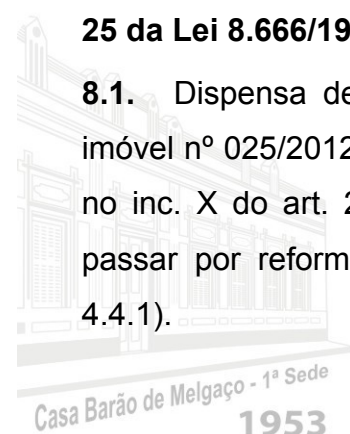 25 da Lei 8.666/19
8.1. Dispensa de
imóvel nº 025/2012
no inc. X do art. 2
passar por reform
4.4.1).
Casa Barão de Melgaço - 1ª Sede
1953